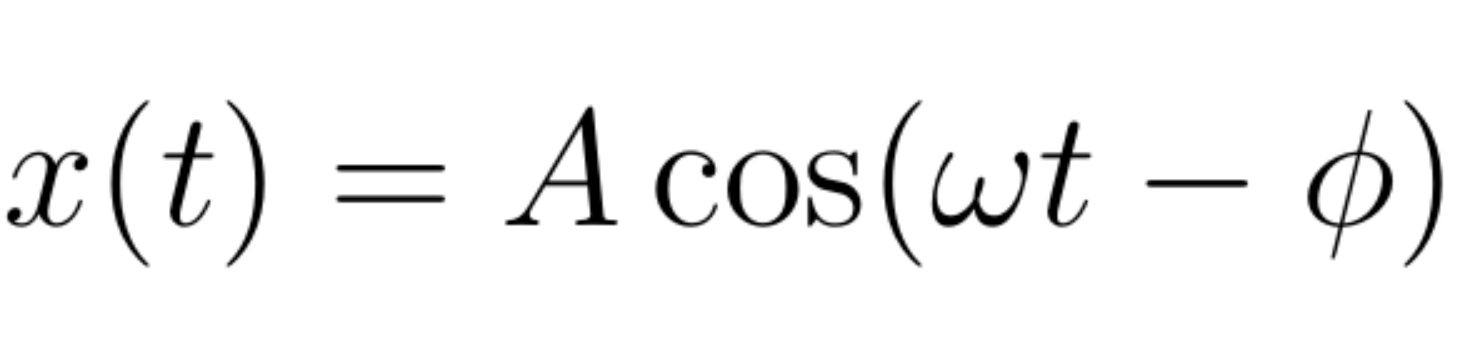 x(t) = A cos(ωt − ϕ)